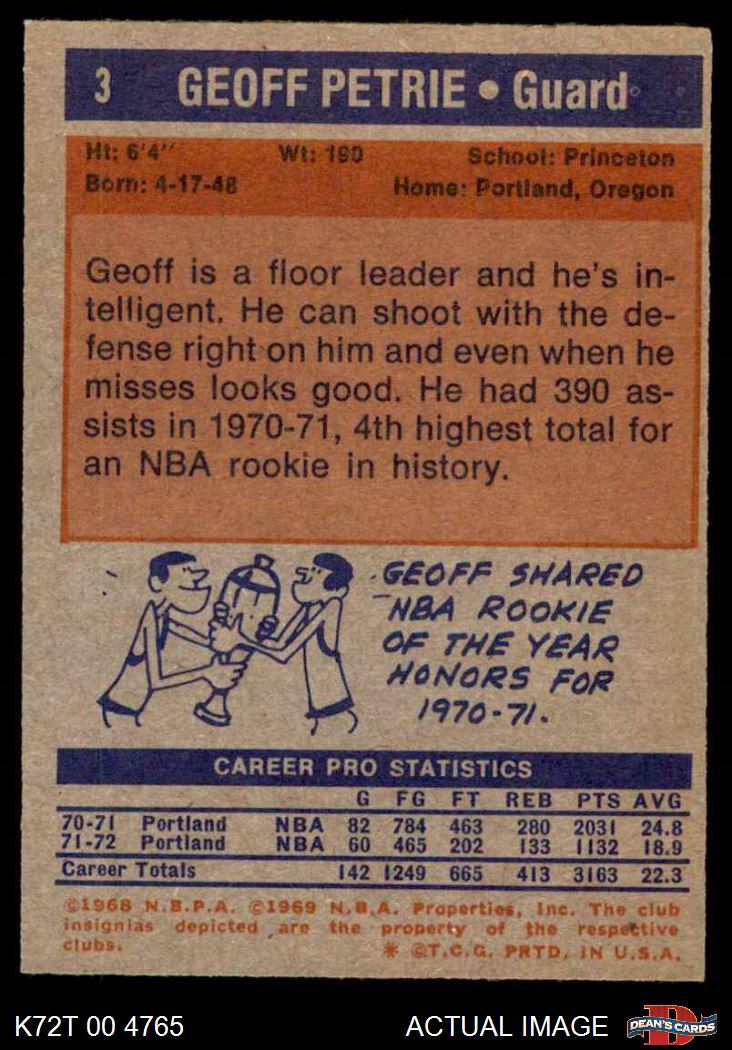 3 GEOFF PETRIE • Guard
Ht: 6'4" Wt: 190 School: Princeton
Born: 4-17-48 Home: Portland, Oregon
Geoff is a floor leader and he's in-
telligent. He can shoot with the de-
fense right on him and even when he
misses looks good. He had 390 as-
sists in 1970-71, 4th highest total for
an NBA rookie in history.
GEOFF SHARED
NBA ROOKIE
OF THE YEAR
HONORS FOR
1970-71.
CAREER PRO STATISTICS
G FG FT REB PTS AVG
70-71 Portland NBA 82 784 463 280 2031 24.8
71-72 Portland NBA 60 465 202 133 1132 18.9
Career Totals 142 1249 665 413 3163 22.3
©1968 N.B.P.A. ©1969 N.B.A. Properties, Inc. The club
insignias depicted are the property of the respective
clubs. * ©T.C.G. PRTD. IN U.S.A.
K72T 00 4765 ACTUAL IMAGE DEAN'S CARDS